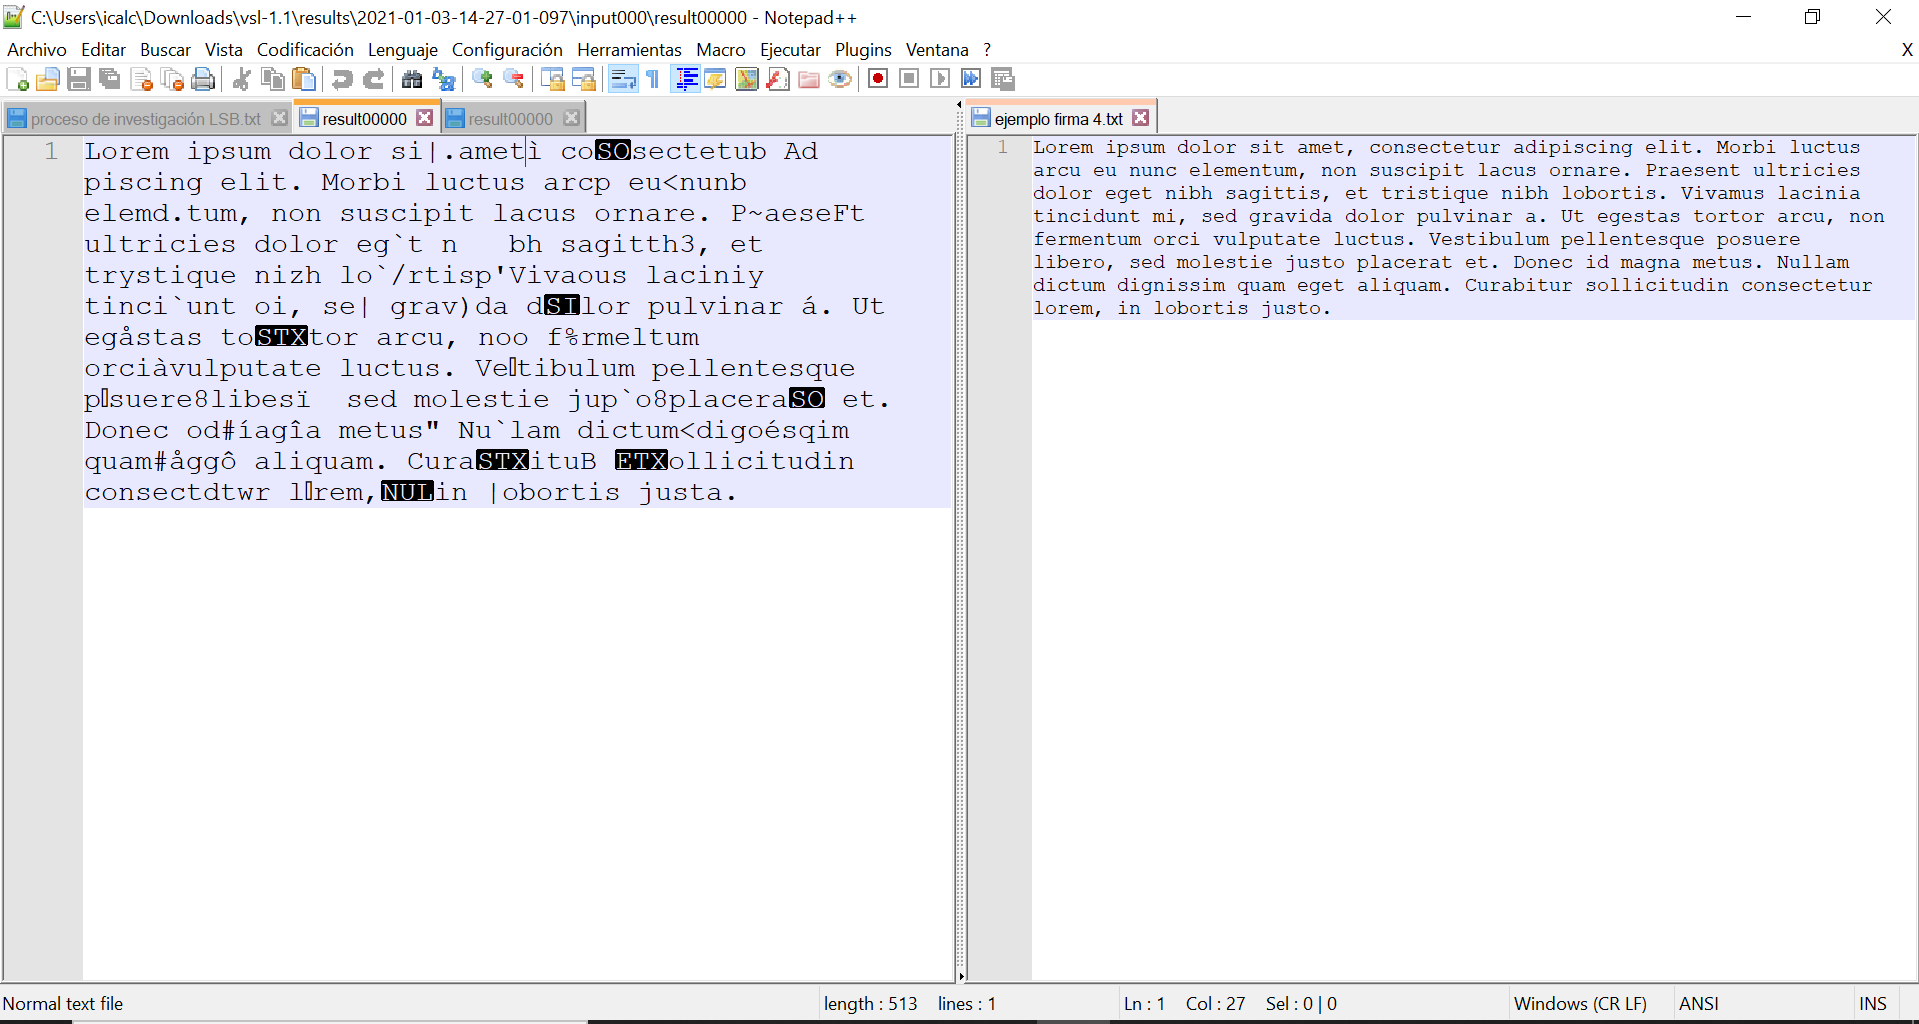 C:\Users\icalc\Downloads\vsl-1.1\results\2021-01-03-14-27-01-097\input000\result00000 - Notepad++
Archivo Editar Buscar Vista Codificación Lenguaje Configuración Herramientas Macro Ejecutar Plugins Ventana ? X
proceso de investigación LSB.txt result00000 result00000
1 Lorem ipsum dolor si|.ametì coSOsectetub Ad
piscing elit. Morbi luctus arcp eu<nunb
elemd.tum, non suscipit lacus ornare. P~aeseFt
ultricies dolor eg`t n   bh sagitth3, et
trystique nizh lo`/rtisp'Vivaous laciniy
tinci`unt oi, se| grav)da dSIlor pulvinar á. Ut
egåstas toSTXtor arcu, noo f%rmeltum
orciàvulputate luctus. Ve▯tibulum pellentesque
p▯suere8libesï  sed molestie jup`o8placeraSO et.
Donec od#íagîa metus" Nu`lam dictum<digoésqim
quam#åggô aliquam. CuraSTXituB ETXollicitudin
consectdtwr l▯rem,NULin |obortis justa.
ejemplo firma 4.txt
1 Lorem ipsum dolor sit amet, consectetur adipiscing elit. Morbi luctus
arcu eu nunc elementum, non suscipit lacus ornare. Praesent ultricies
dolor eget nibh sagittis, et tristique nibh lobortis. Vivamus lacinia
tincidunt mi, sed gravida dolor pulvinar a. Ut egestas tortor arcu, non
fermentum orci vulputate luctus. Vestibulum pellentesque posuere
libero, sed molestie justo placerat et. Donec id magna metus. Nullam
dictum dignissim quam eget aliquam. Curabitur sollicitudin consectetur
lorem, in lobortis justo.
Normal text file length : 513 lines : 1 Ln : 1 Col : 27 Sel : 0 | 0 Windows (CR LF) ANSI INS